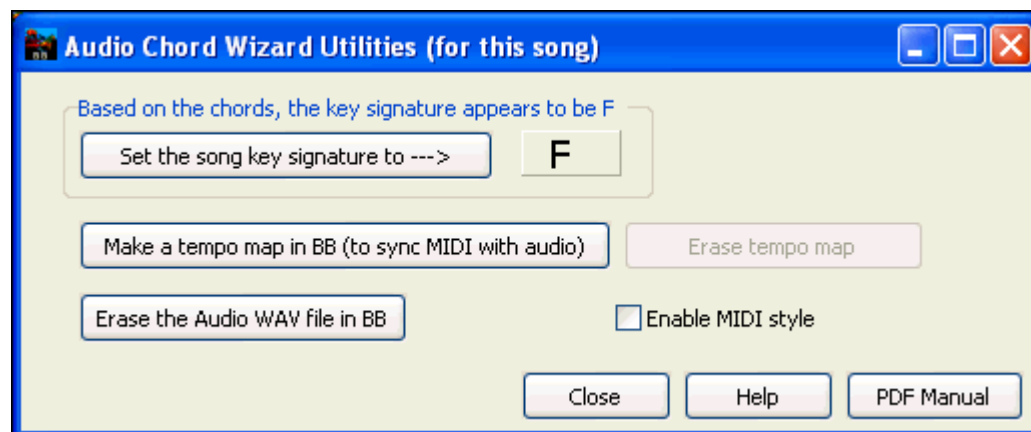 Audio Chord Wizard Utilities (for this song)
Based on the chords, the key signature appears to be F
Set the song key signature to ---> F
Make a tempo map in BB (to sync MIDI with audio) Erase tempo map
Erase the Audio WAV file in BB Enable MIDI style
Close Help PDF Manual